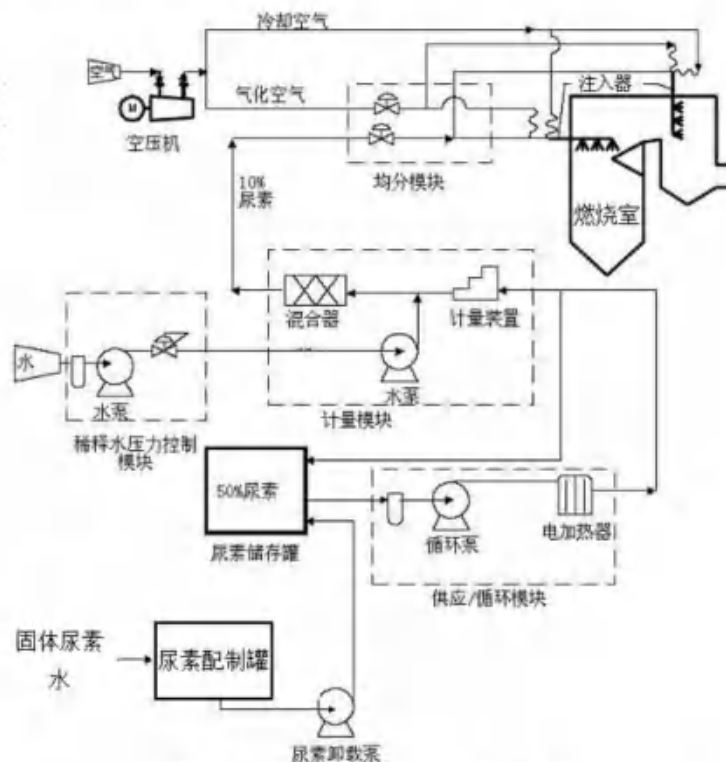 冷却空气
空气
M
空压机
气化空气
注入器
均分模块
10%
尿素
燃烧室
混合器
计量装置
水
水泵
水泵
计量模块
稀释水压力控制
模块
50%尿素
尿素储存罐
循环泵
电加热器
供应/循环模块
固体尿素
水
尿素配制罐
尿素卸载泵